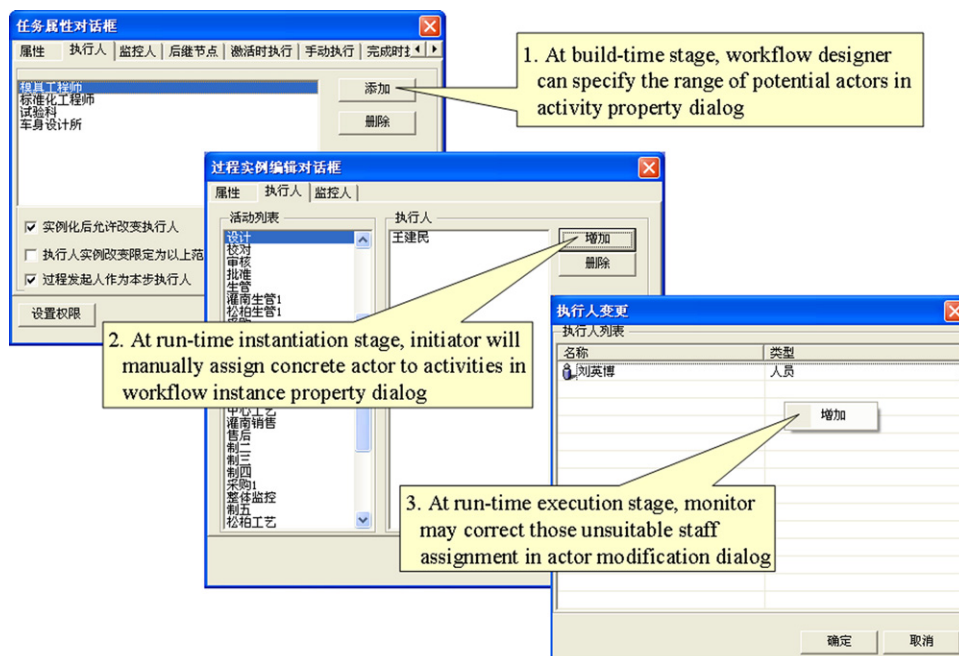 任务属性对话框
属性 执行人 监控人 后继节点 激活时执行 手动执行 完成时
模具工程师
标准化工程师
试验科
车身设计所
添加
删除
实例化后允许改变执行人
执行人实例改变限定为以上范
过程发起人作为本步执行人
设置权限
1. At build-time stage, workflow designer
can specify the range of potential actors in
activity property dialog
过程实例编辑对话框
属性 执行人 监控人
活动列表
设计
校对
审核
批准
生管
灌南生管1
松柏生管1
执行人
王建民
增加
删除
2. At run-time instantiation stage, initiator will
manually assign concrete actor to activities in
workflow instance property dialog
中心工艺
灌南销售
售后
制二
制三
制四
采购1
整体监控
制五
松柏工艺
执行人变更
执行人列表
名称 类型
刘英博 人员
增加
3. At run-time execution stage, monitor
may correct those unsuitable staff
assignment in actor modification dialog
确定 取消